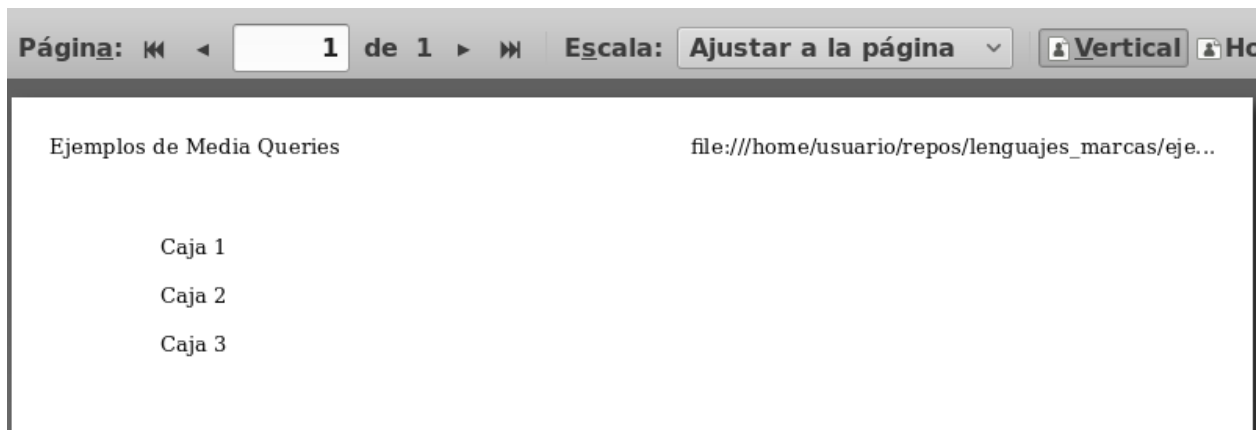 Página: 1 de 1 Escala: Ajustar a la página Vertical Ho
Ejemplos de Media Queries file:///home/usuario/repos/lenguajes_marcas/eje...
Caja 1
Caja 2
Caja 3